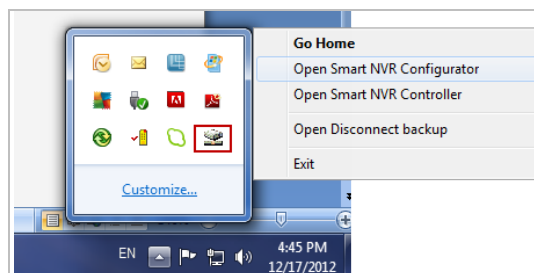 Go Home
Open Smart NVR Configurator
Open Smart NVR Controller
Open Disconnect backup
Exit
Customize...
EN
4:45 PM
12/17/2012